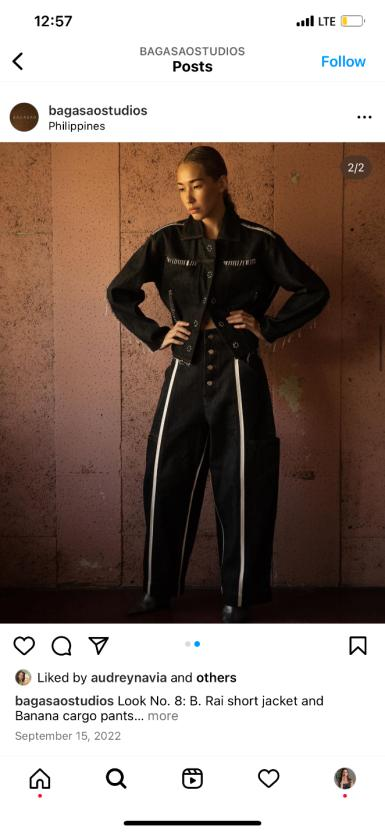 12:57
LTE
BAGASAOSTUDIOS
Posts
Follow
bagasaostudios
Philippines
2/2
BAGASAO
Liked by audreynavia and others
bagasaostudios Look No. 8: B. Rai short jacket and
Banana cargo pants... more
September 15, 2022